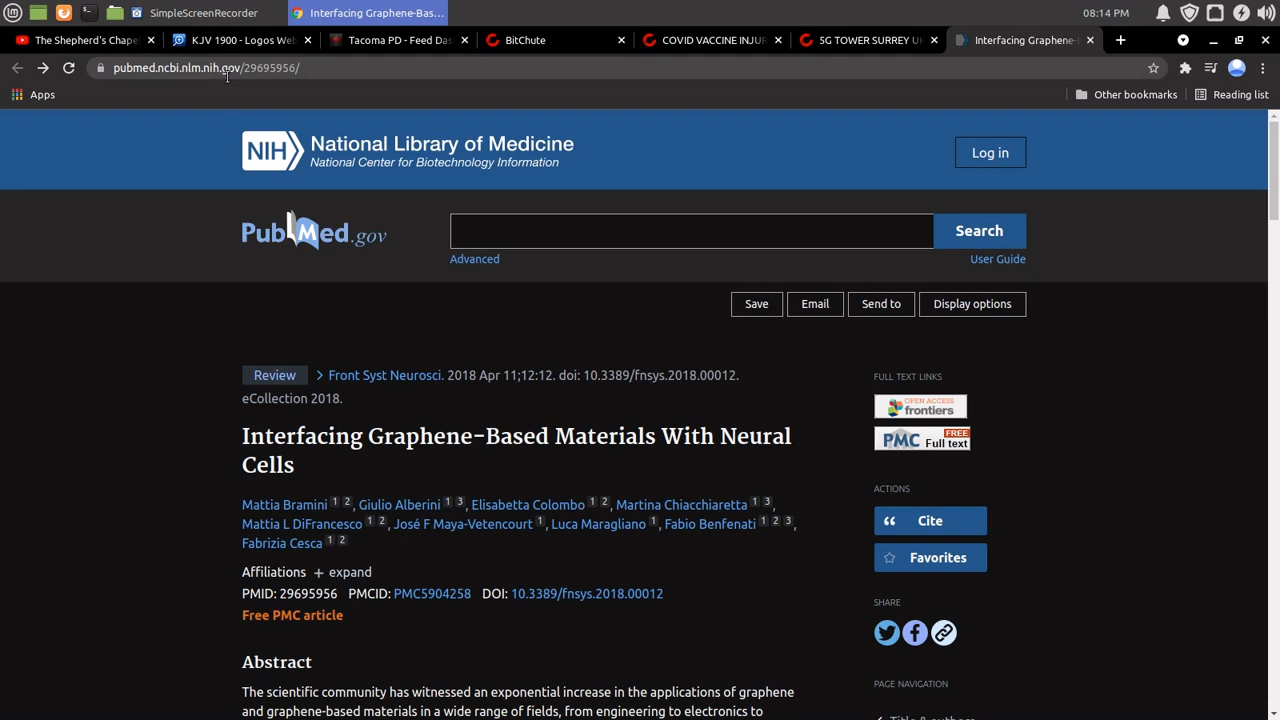 SimpleScreenRecorder
Interfacing Graphene-Bas…
08:14 PM
The Shepherd's Chape
KJV 1900 - Logos Web
Tacoma PD - Feed Das
BitChute
COVID VACCINE INJUR
5G TOWER SURREY U
Interfacing Graphene-
pubmed.ncbi.nlm.nih.gov/29695956/
Apps
Other bookmarks
Reading list
NIH
National Library of Medicine
National Center for Biotechnology Information
Log in
PubMed.gov
Search
Advanced
User Guide
Save
Email
Send to
Display options
Review
Front Syst Neurosci. 2018 Apr 11;12:12. doi: 10.3389/fnsys.2018.00012.
eCollection 2018.
Interfacing Graphene-Based Materials With Neural
Cells
Mattia Bramini 1 2 , Giulio Alberini 1 3 , Elisabetta Colombo 1 2 , Martina Chiacchiaretta 1 3 ,
Mattia L DiFrancesco 1 2 , José F Maya-Vetencourt 1 , Luca Maragliano 1 , Fabio Benfenati 1 2 3 ,
Fabrizia Cesca 1 2
Affiliations + expand
PMID: 29695956 PMCID: PMC5904258 DOI: 10.3389/fnsys.2018.00012
Free PMC article
Abstract
The scientific community has witnessed an exponential increase in the applications of graphene
and graphene-based materials in a wide range of fields, from engineering to electronics to
FULL TEXT LINKS
OPEN ACCESS
frontiers
PMC FREE
Full text
ACTIONS
Cite
Favorites
SHARE
PAGE NAVIGATION